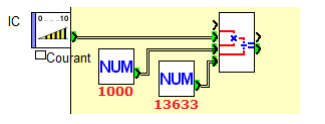 0...10
IC
Courant
NUM
1000
NUM
13633
× ÷=